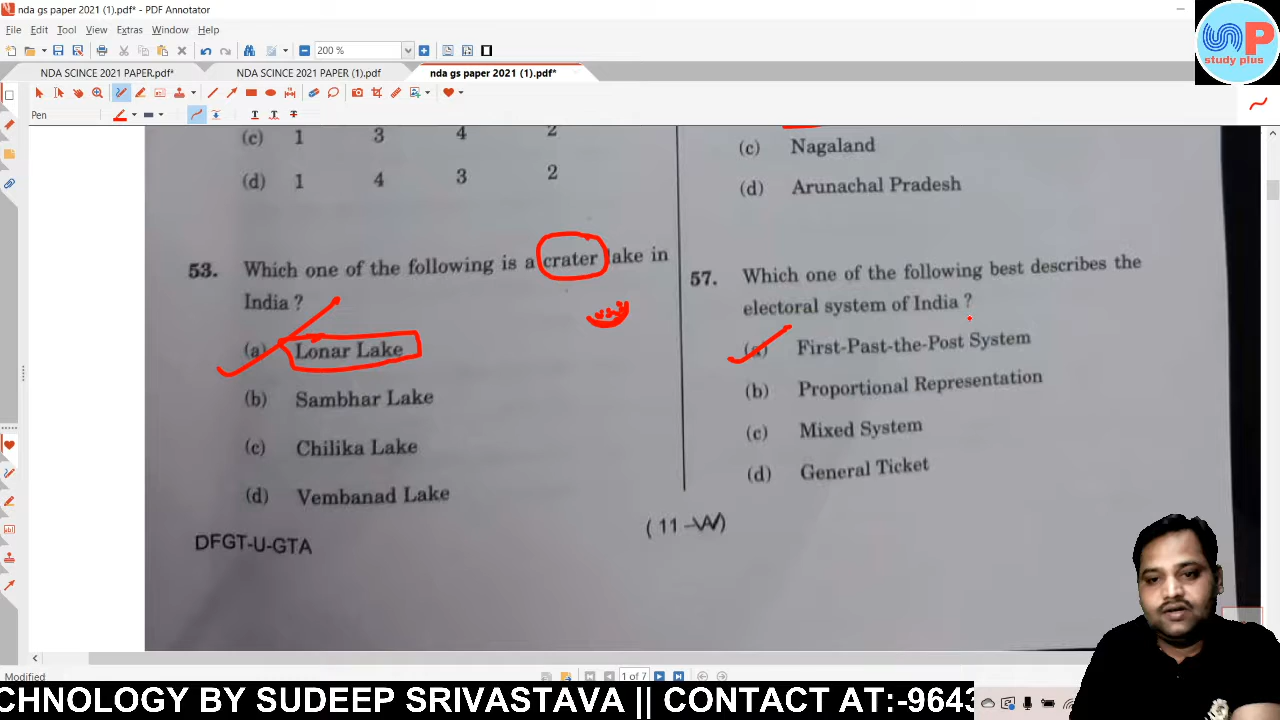 nda gs paper 2021 (1).pdf* - PDF Annotator
File Edit Tool View Extras Window Help
200 %
NDA SCINCE 2021 PAPER.pdf*
NDA SCINCE 2021 PAPER (1).pdf
nda gs paper 2021 (1).pdf*
Pen
study plus
(c) 1 3 4 2
(d) 1 4 3 2
53. Which one of the following is a crater lake in
India ?
(a) Lonar Lake
(b) Sambhar Lake
(c) Chilika Lake
(d) Vembanad Lake
DFGT-U-GTA
(c) Nagaland
(d) Arunachal Pradesh
57. Which one of the following best describes the
electoral system of India ?
(a) First-Past-the-Post System
(b) Proportional Representation
(c) Mixed System
(d) General Ticket
Modified
1 of 7
CHNOLOGY BY SUDEEP SRIVASTAVA || CONTACT AT:-9643